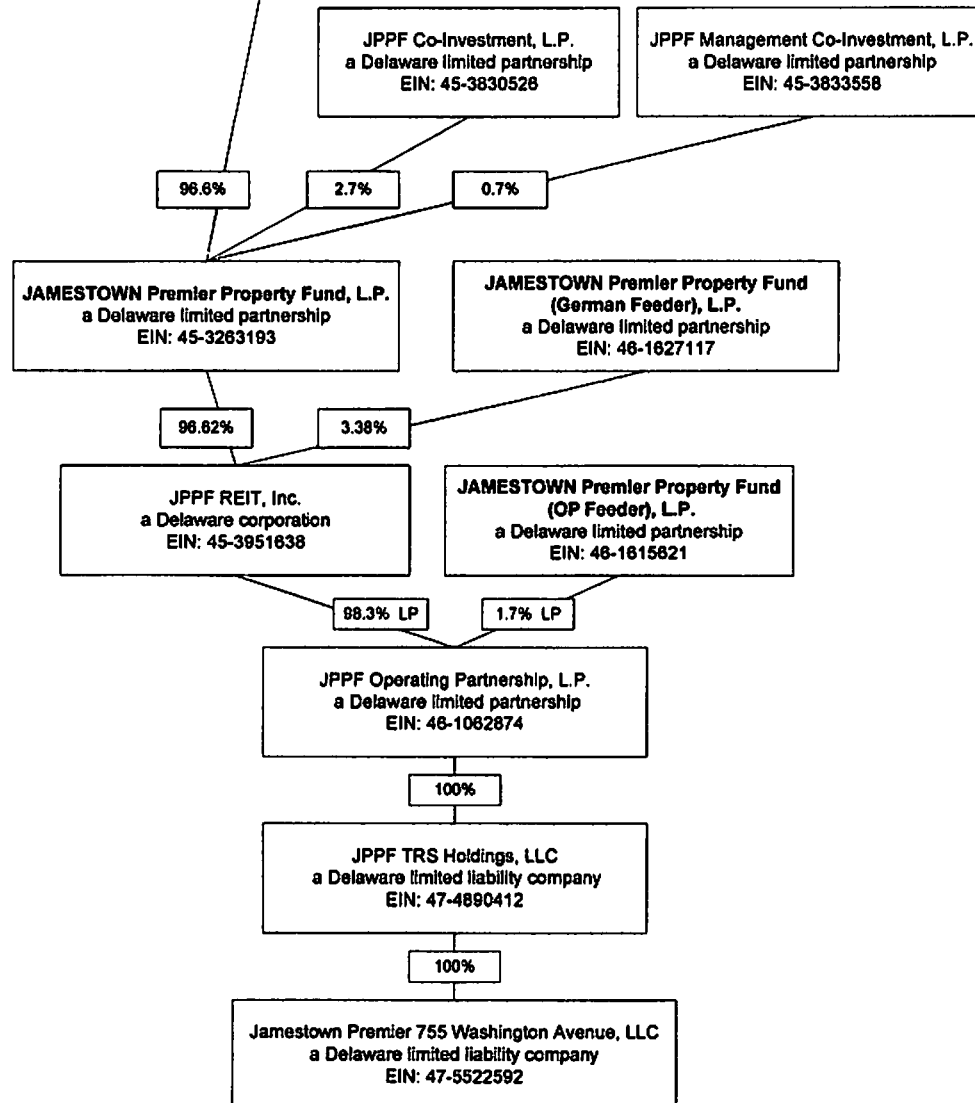 JPPF Co-Investment, L.P.
a Delaware limited partnership
EIN: 45-3830526
JPPF Management Co-Investment, L.P.
a Delaware limited partnership
EIN: 45-3833558
96.6%
2.7%
0.7%
JAMESTOWN Premier Property Fund, L.P.
a Delaware limited partnership
EIN: 45-3263193
JAMESTOWN Premier Property Fund
(German Feeder), L.P.
a Delaware limited partnership
EIN: 46-1627117
96.62%
3.38%
JPPF REIT, Inc.
a Delaware corporation
EIN: 45-3951638
JAMESTOWN Premier Property Fund
(OP Feeder), L.P.
a Delaware limited partnership
EIN: 46-1615621
98.3% LP
1.7% LP
JPPF Operating Partnership, L.P.
a Delaware limited partnership
EIN: 46-1062874
100%
JPPF TRS Holdings, LLC
a Delaware limited liability company
EIN: 47-4890412
100%
Jamestown Premier 755 Washington Avenue, LLC
a Delaware limited liability company
EIN: 47-5522592